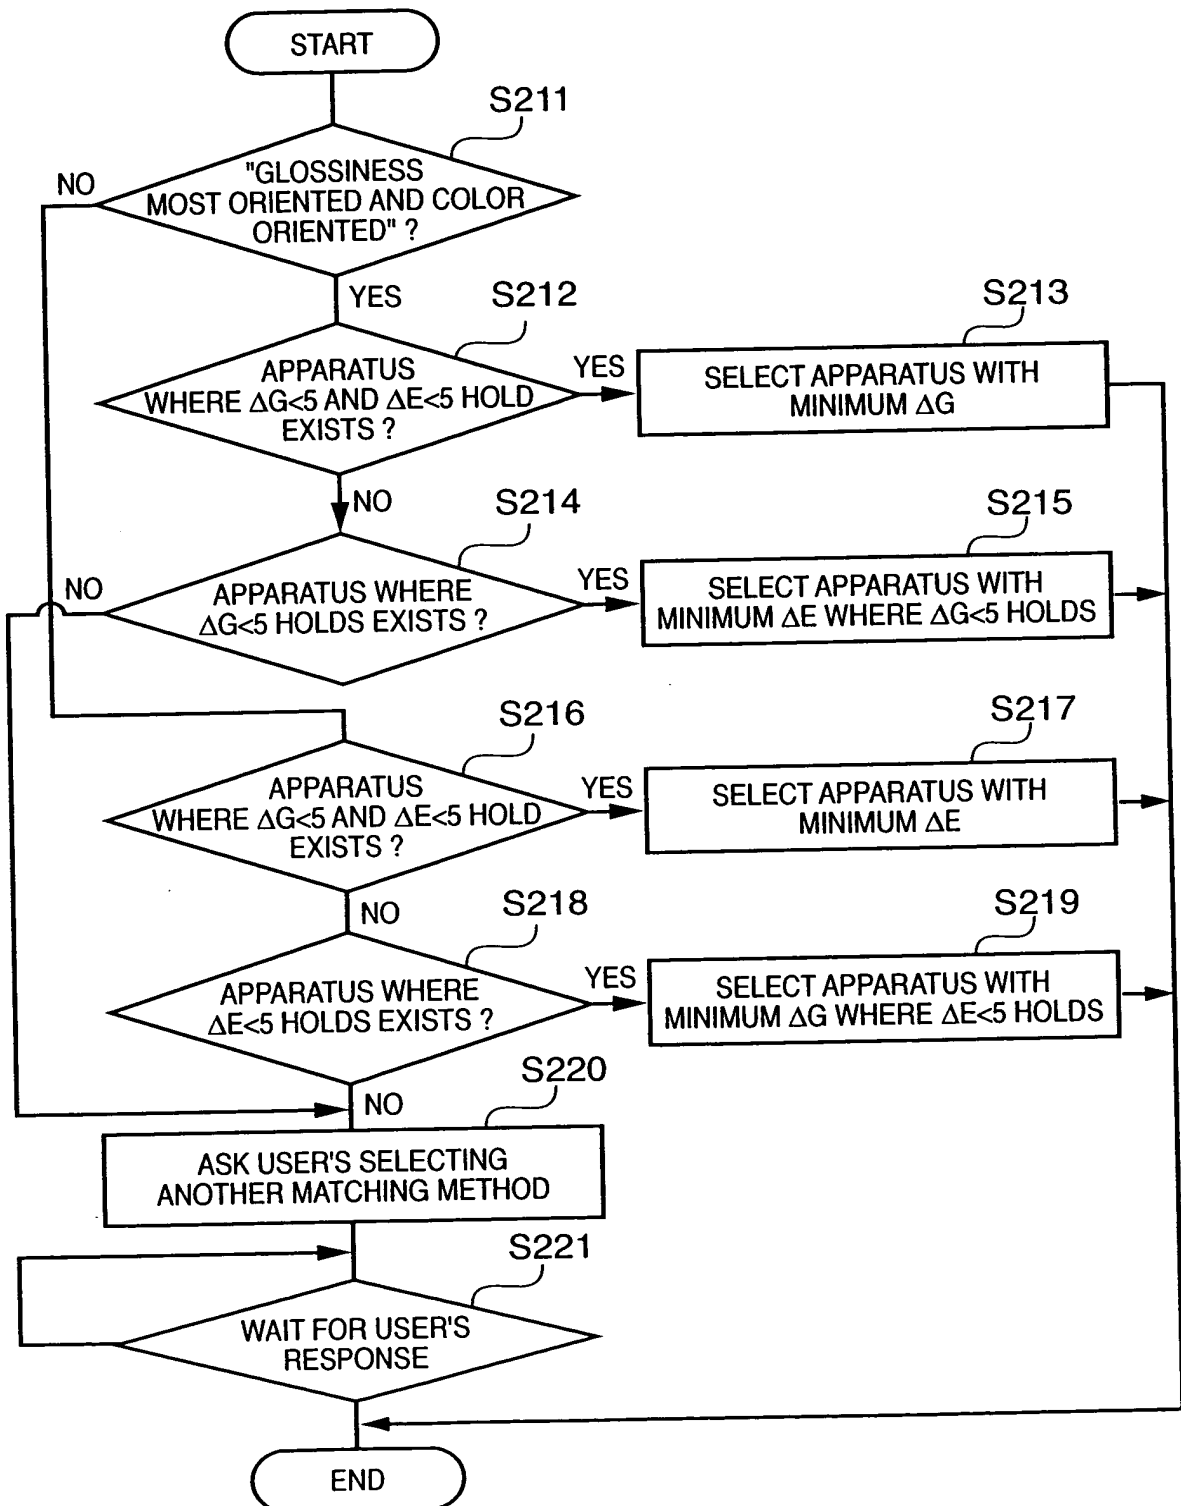 START
S211
NO
"GLOSSINESS
MOST ORIENTED AND COLOR
ORIENTED" ?
YES
S212
APPARATUS
WHERE ΔG<5 AND ΔE<5 HOLD
EXISTS ?
YES
S213
SELECT APPARATUS WITH
MINIMUM ΔG
NO
S214
NO
APPARATUS WHERE
ΔG<5 HOLDS EXISTS ?
YES
S215
SELECT APPARATUS WITH
MINIMUM ΔE WHERE ΔG<5 HOLDS
S216
APPARATUS
WHERE ΔG<5 AND ΔE<5 HOLD
EXISTS ?
YES
S217
SELECT APPARATUS WITH
MINIMUM ΔE
NO
S218
APPARATUS WHERE
ΔE<5 HOLDS EXISTS ?
YES
S219
SELECT APPARATUS WITH
MINIMUM ΔG WHERE ΔE<5 HOLDS
NO
S220
ASK USER'S SELECTING
ANOTHER MATCHING METHOD
S221
WAIT FOR USER'S
RESPONSE
END